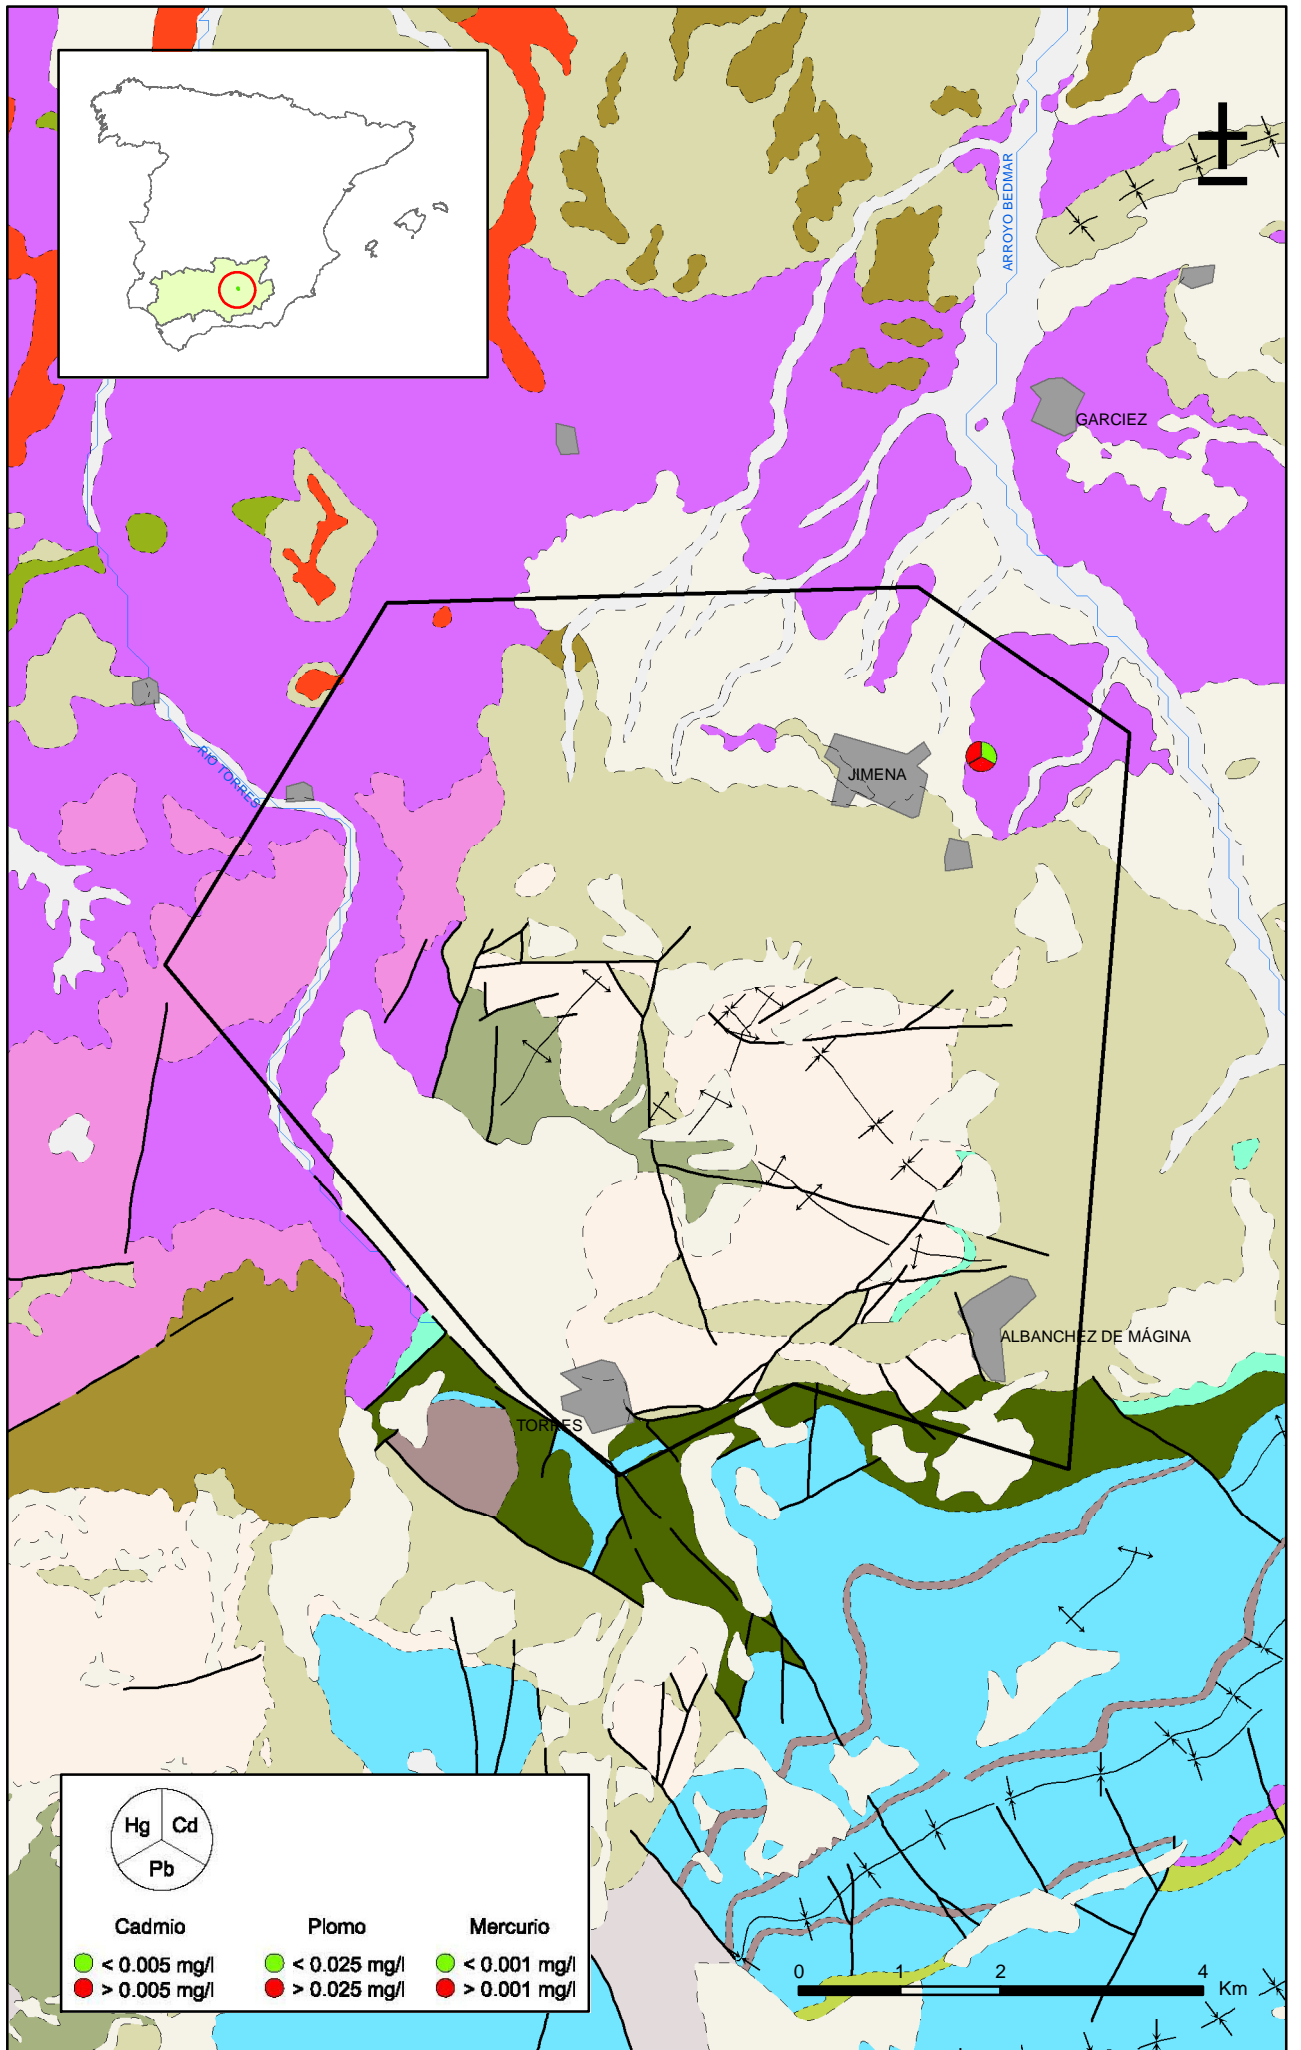 ARROYO BEDMAR
GARCIEZ
RIO TORRES
JIMENA
ALBANCHEZ DE MÁGINA
TORRES
Hg Cd
Pb
Cadmio Plomo Mercurio
< 0.005 mg/l < 0.025 mg/l < 0.001 mg/l
> 0.005 mg/l > 0.025 mg/l > 0.001 mg/l
0 1 2 4
Km